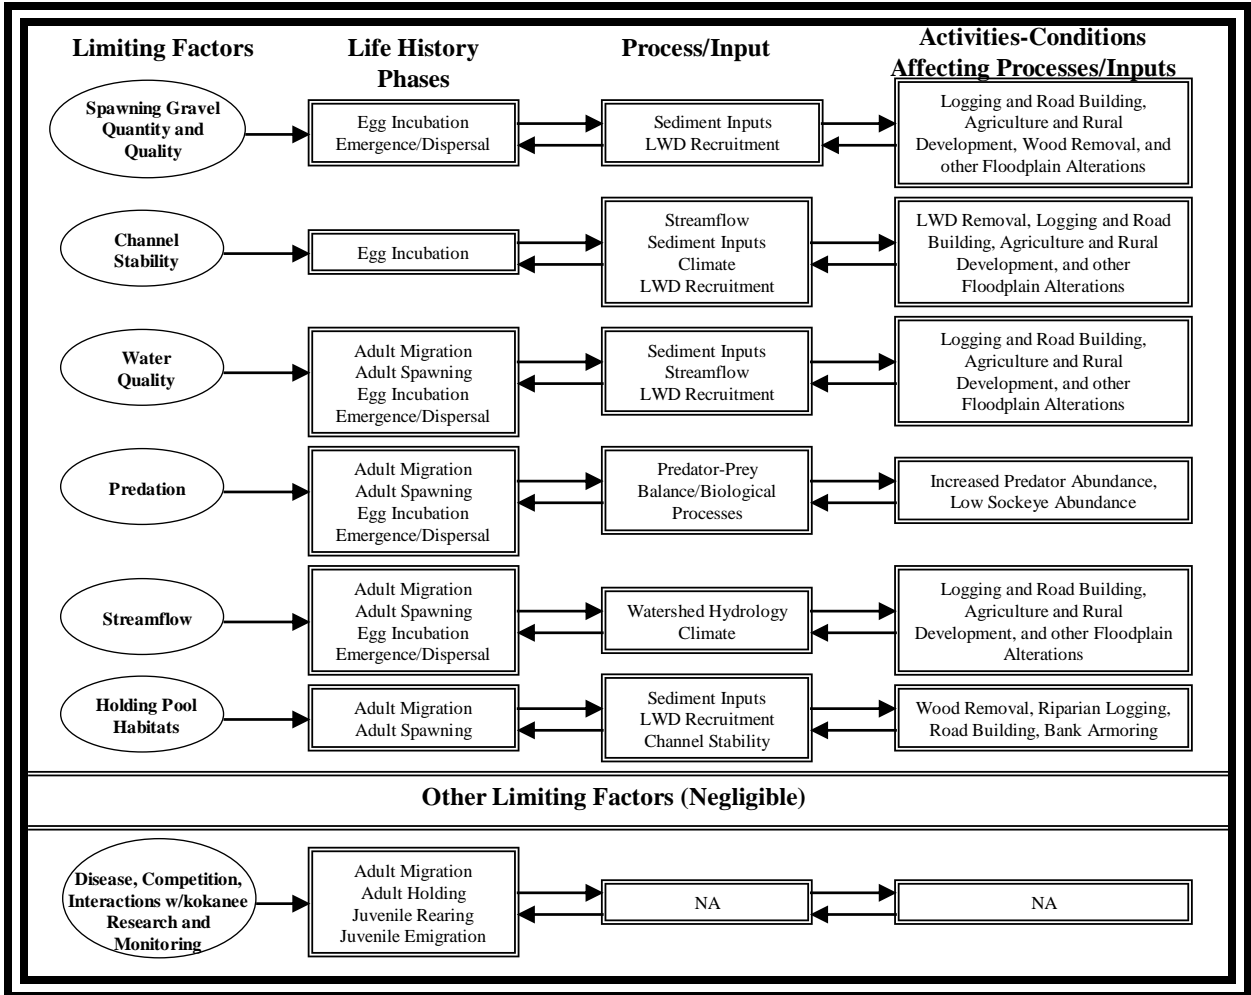 Limiting Factors
Life History
Phases
Process/Input
Activities-Conditions
Affecting Processes/Inputs
Spawning Gravel
Quantity and
Quality
Egg Incubation
Emergence/Dispersal
Sediment Inputs
LWD Recruitment
Logging and Road Building,
Agriculture and Rural
Development, Wood Removal, and
other Floodplain Alterations
Channel
Stability
Egg Incubation
Streamflow
Sediment Inputs
Climate
LWD Recruitment
LWD Removal, Logging and Road
Building, Agriculture and Rural
Development, and other
Floodplain Alterations
Water
Quality
Adult Migration
Adult Spawning
Egg Incubation
Emergence/Dispersal
Sediment Inputs
Streamflow
LWD Recruitment
Logging and Road Building,
Agriculture and Rural
Development, and other
Floodplain Alterations
Predation
Adult Migration
Adult Spawning
Egg Incubation
Emergence/Dispersal
Predator-Prey
Balance/Biological
Processes
Increased Predator Abundance,
Low Sockeye Abundance
Streamflow
Adult Migration
Adult Spawning
Egg Incubation
Emergence/Dispersal
Watershed Hydrology
Climate
Logging and Road Building,
Agriculture and Rural
Development, and other Floodplain
Alterations
Holding Pool
Habitats
Adult Migration
Adult Spawning
Sediment Inputs
LWD Recruitment
Channel Stability
Wood Removal, Riparian Logging,
Road Building, Bank Armoring
Other Limiting Factors (Negligible)
Disease, Competition,
Interactions w/kokanee
Research and
Monitoring
Adult Migration
Adult Holding
Juvenile Rearing
Juvenile Emigration
NA
NA